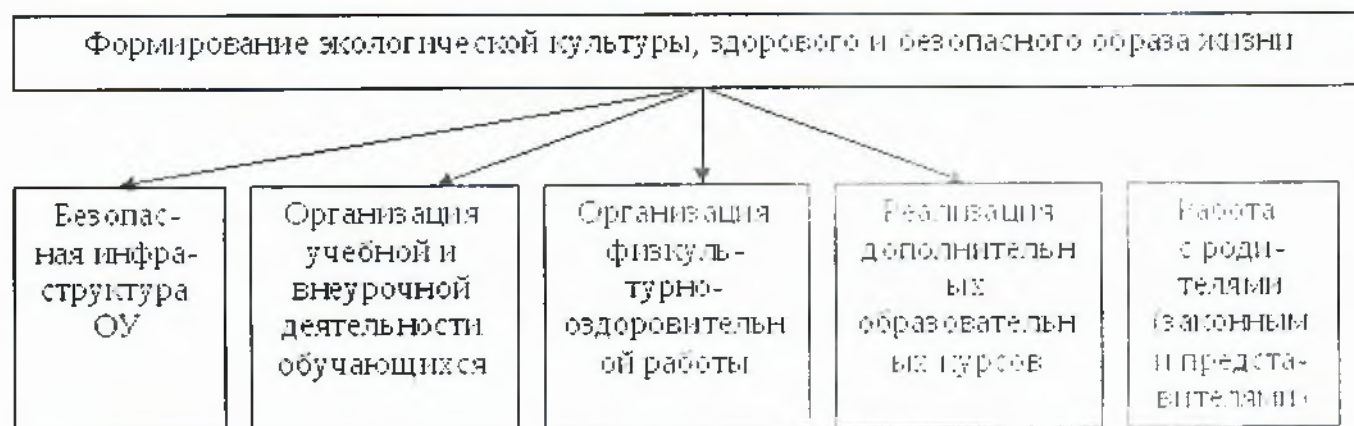 Формирование экологической культуры, здорового и безопасного образа жизни
Безопас-
ная инфра-
структура
ОУ
Организация
учебной и
внеурочной
деятельности
обучающихся
Организация
физкуль-
турно-
оздоровительн
ой работы
Реализация
дополнительн
ых
образовательн
ых курсов
Работа
с роди-
телями
(законным
и предста-
вителями)